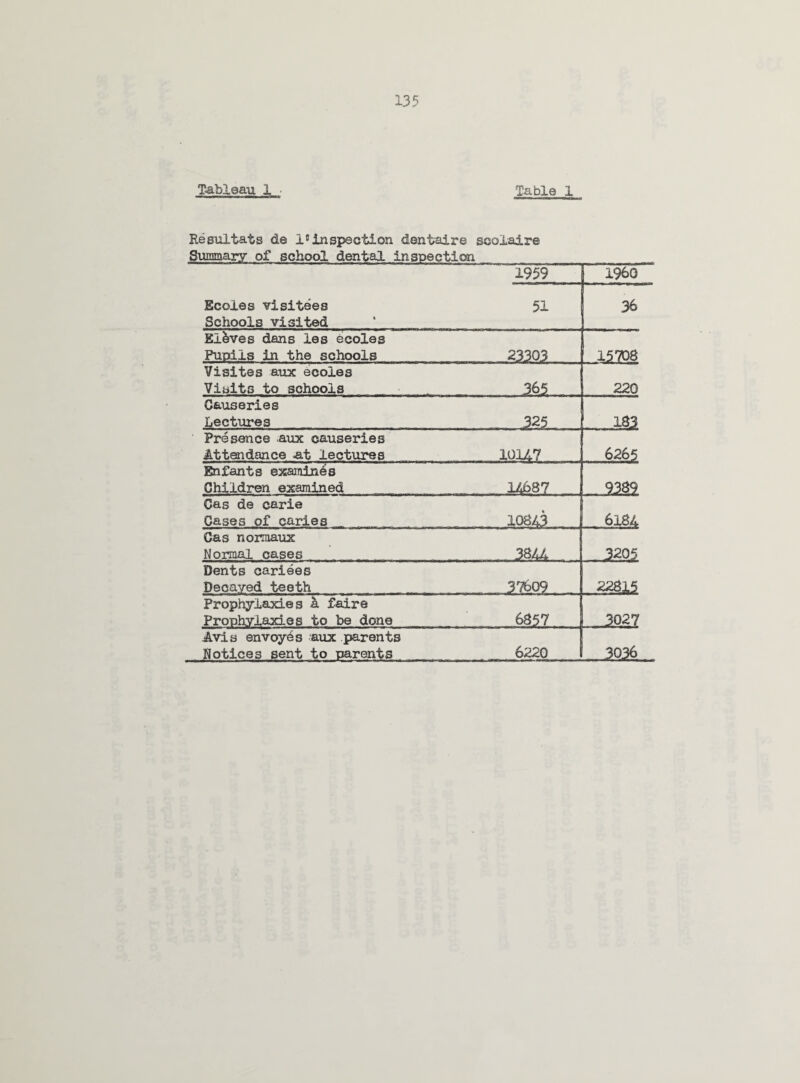 135
Tableau 1 Table 1
Résultats de l'inspection dentaire scolaire
Summary of school dental inspection
1959 1960
Ecoles visitées 51 36
Schools visited
Elèves dans les écoles
Pupils in the schools 23303 15708
Visites aux écoles
Visits to schools 365 220
Causeries
Lectures 325 183
Présence aux causeries
Attendance at lectures 10147 6265
Enfants examinés
Children examined 14687 9389
Cas de carie
Cases of caries 10843 6184
Cas normaux
Normal cases 3844 3205
Dents cariées
Decayed teeth 37609 22815
Prophylaxies à faire
Prophylaxies to be done 6857 3027
Avis envoyés aux parents
Notices sent to parents 6220 3036